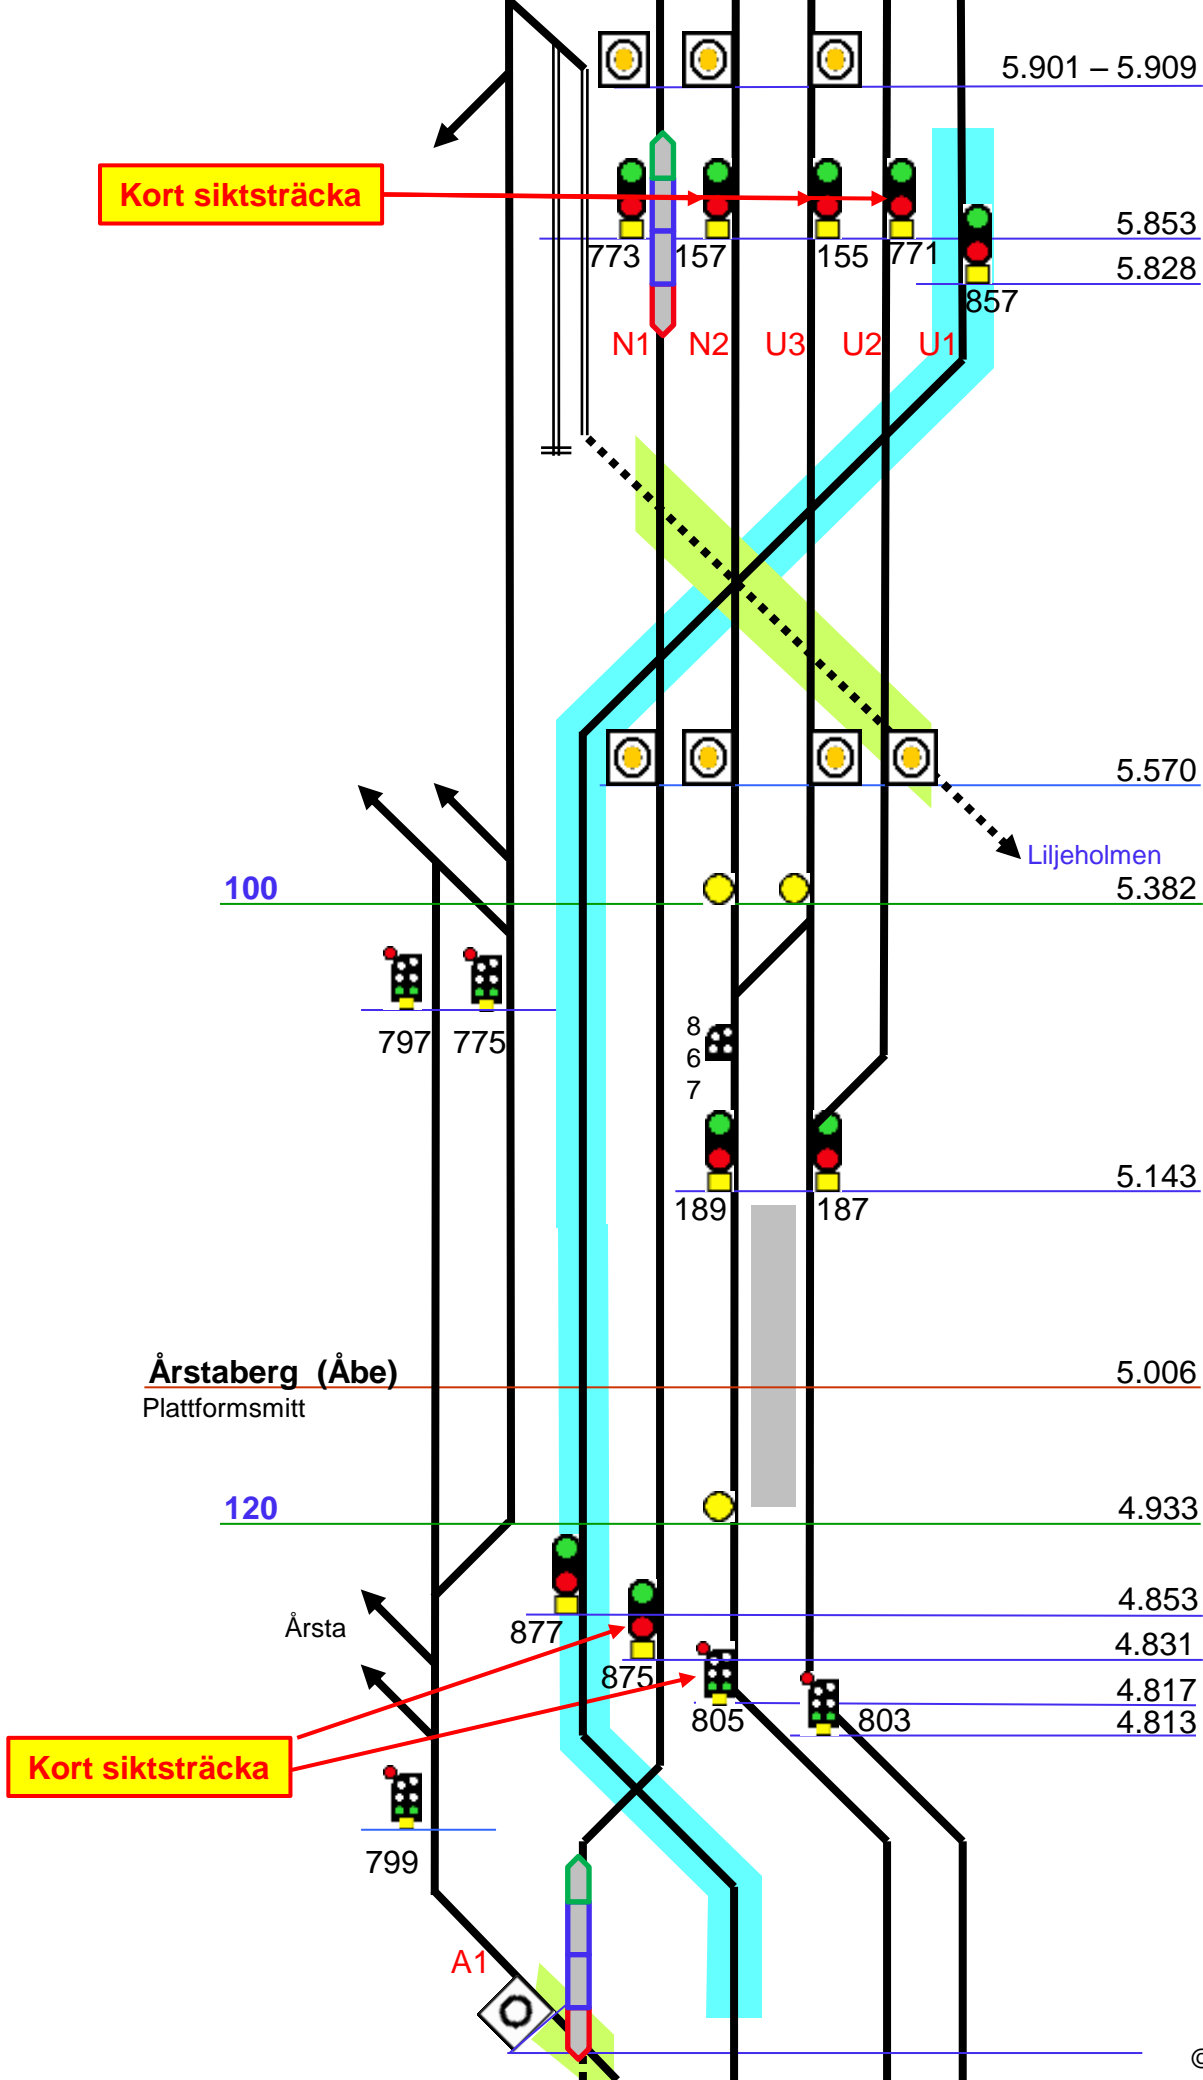 5.901 – 5.909
Kort siktsträcka
773 157 155 771
5.853
5.828
857
N1 N2 U3 U2 U1
5.570
Liljeholmen
100
5.382
797 775
8
6
7
5.143
189 187
Årstaberg (Åbe)
5.006
Plattformsmitt
120
4.933
4.853
Årsta
877
4.831
875
4.817
805 803
4.813
Kort siktsträcka
799
A1
©